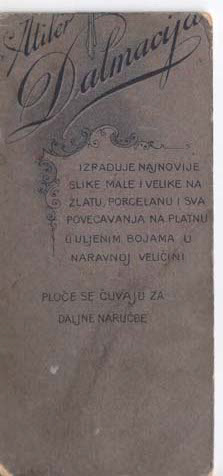 Atiler
Dalmacija
IZRAĐUJE NAJNOVIJE
SLIKE MALE I VELIKE NA
ZLATU, PORCELANU I SVA
POVEĆAVANJA NA PLATNU
U ULJENIM BOJAMA U
NARAVNOJ VELIČINI
PLOČE SE ČUVAJU ZA
DALJNE NARUČBE